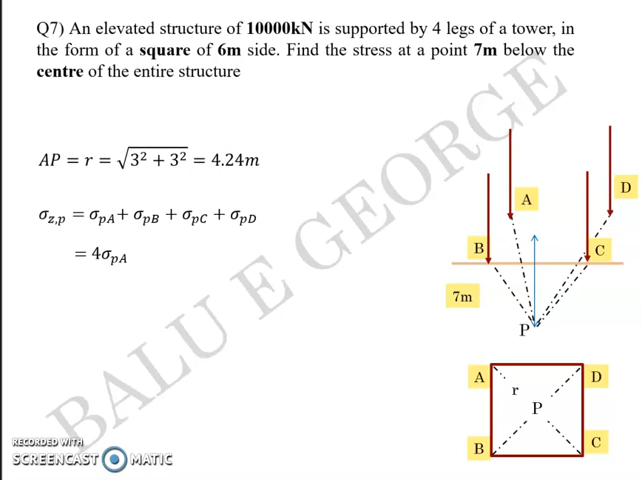 Q7) An elevated structure of 10000kN is supported by 4 legs of a tower, in
the form of a square of 6m side. Find the stress at a point 7m below the
centre of the entire structure
AP = r = √3² + 3² = 4.24m
σz,p = σpA + σpB + σpC + σpD
= 4σpA
A
D
B
C
7m
P
A
D
r
P
B
C
BALU E GEORGE
RECORDED WITH
SCREENCAST MATIC